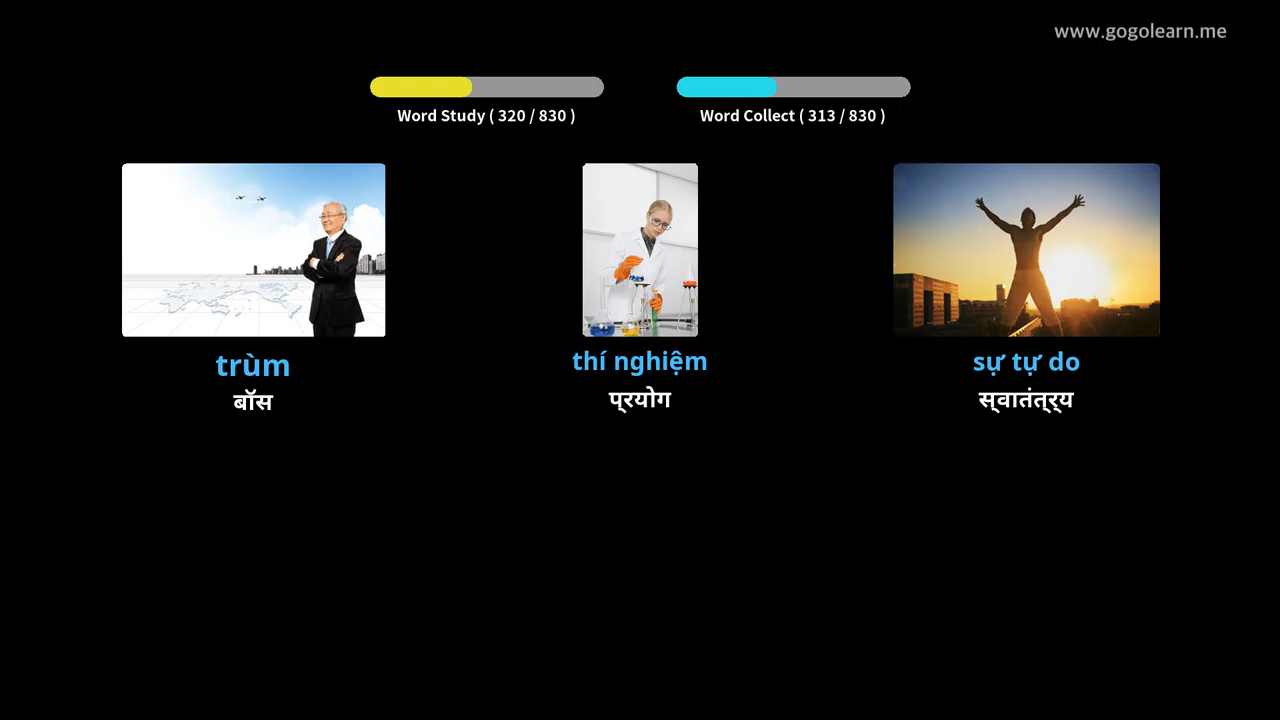 www.gogolearn.me
Word Study ( 320 / 830 )
Word Collect ( 313 / 830 )
trùm
बॉस
thí nghiệm
प्रयोग
sự tự do
स्वातंत्र्य